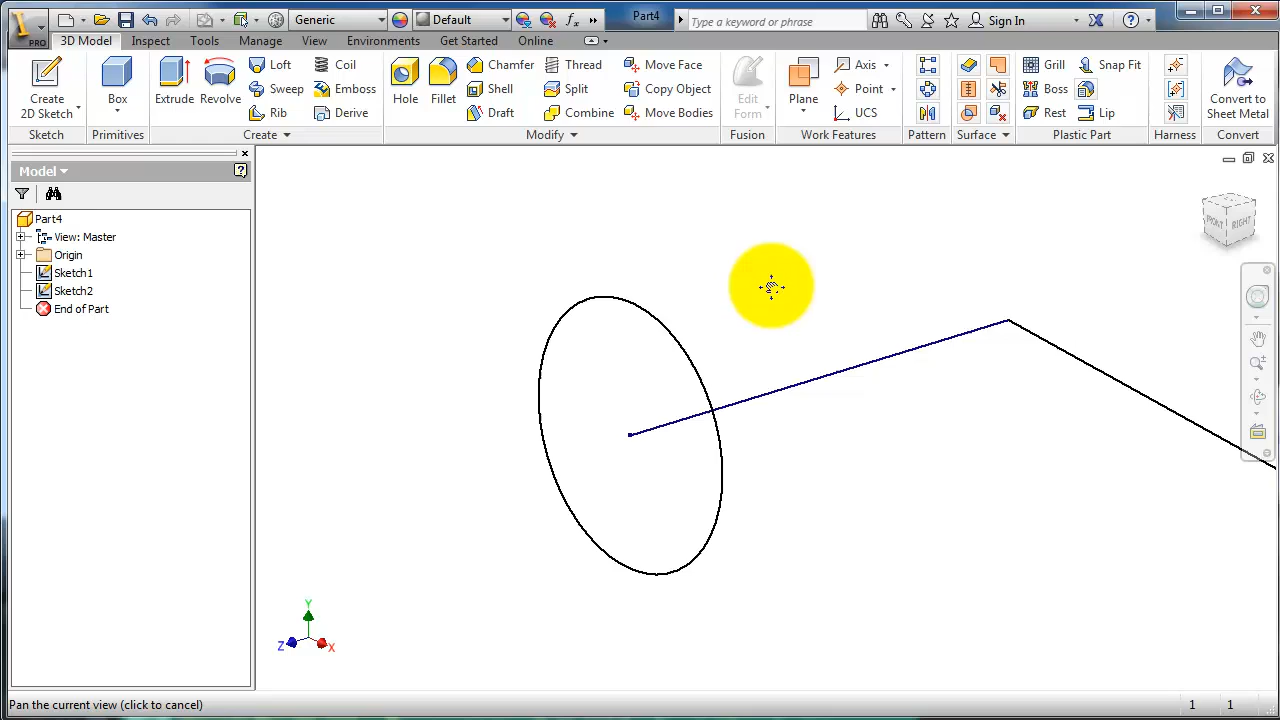 PRO
Generic
Default
fx
Part4
Type a keyword or phrase
Sign In
3D Model
Inspect
Tools
Manage
View
Environments
Get Started
Online
Create
2D Sketch
Sketch
Box
Primitives
Extrude
Revolve
Loft
Sweep
Rib
Coil
Emboss
Derive
Create
Hole
Fillet
Chamfer
Shell
Draft
Thread
Split
Combine
Move Face
Copy Object
Move Bodies
Modify
Edit
Form
Fusion
Plane
Axis
Point
UCS
Work Features
Pattern
Surface
Grill
Boss
Rest
Snap Fit
Lip
Plastic Part
Harness
Convert to
Sheet Metal
Convert
Model
Part4
View: Master
Origin
Sketch1
Sketch2
End of Part
FRONT
RIGHT
Y
Z
X
Pan the current view (click to cancel)
1
1